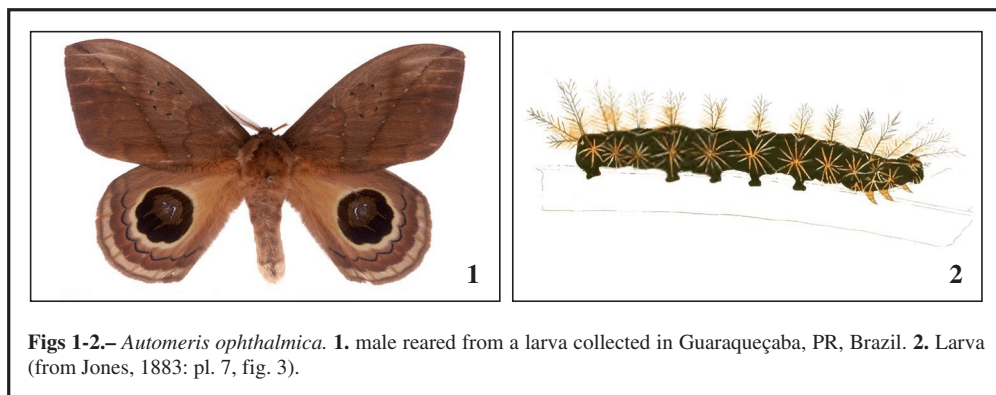 1
2
Figs 1-2.– Automeris ophthalmica. 1. male reared from a larva collected in Guaraqueçaba, PR, Brazil. 2. Larva
(from Jones, 1883: pl. 7, fig. 3).